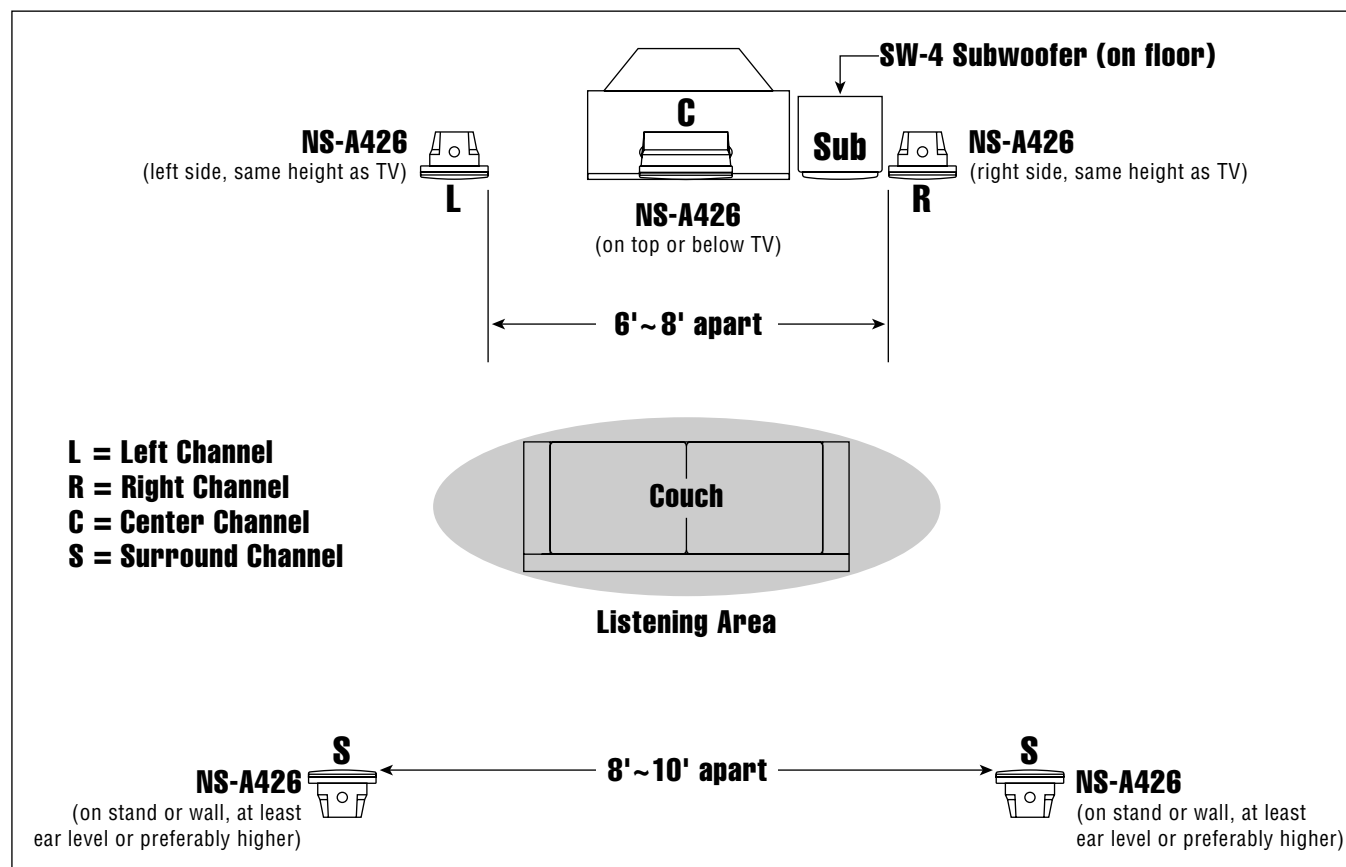 SW-4 Subwoofer (on floor)
C
NS-A426
(left side, same height as TV)
L
Sub
NS-A426
(right side, same height as TV)
R
NS-A426
(on top or below TV)
6'~8' apart
L = Left Channel
R = Right Channel
C = Center Channel
S = Surround Channel
Couch
Listening Area
S
NS-A426
(on stand or wall, at least
ear level or preferably higher)
8'~10' apart
S
NS-A426
(on stand or wall, at least
ear level or preferably higher)